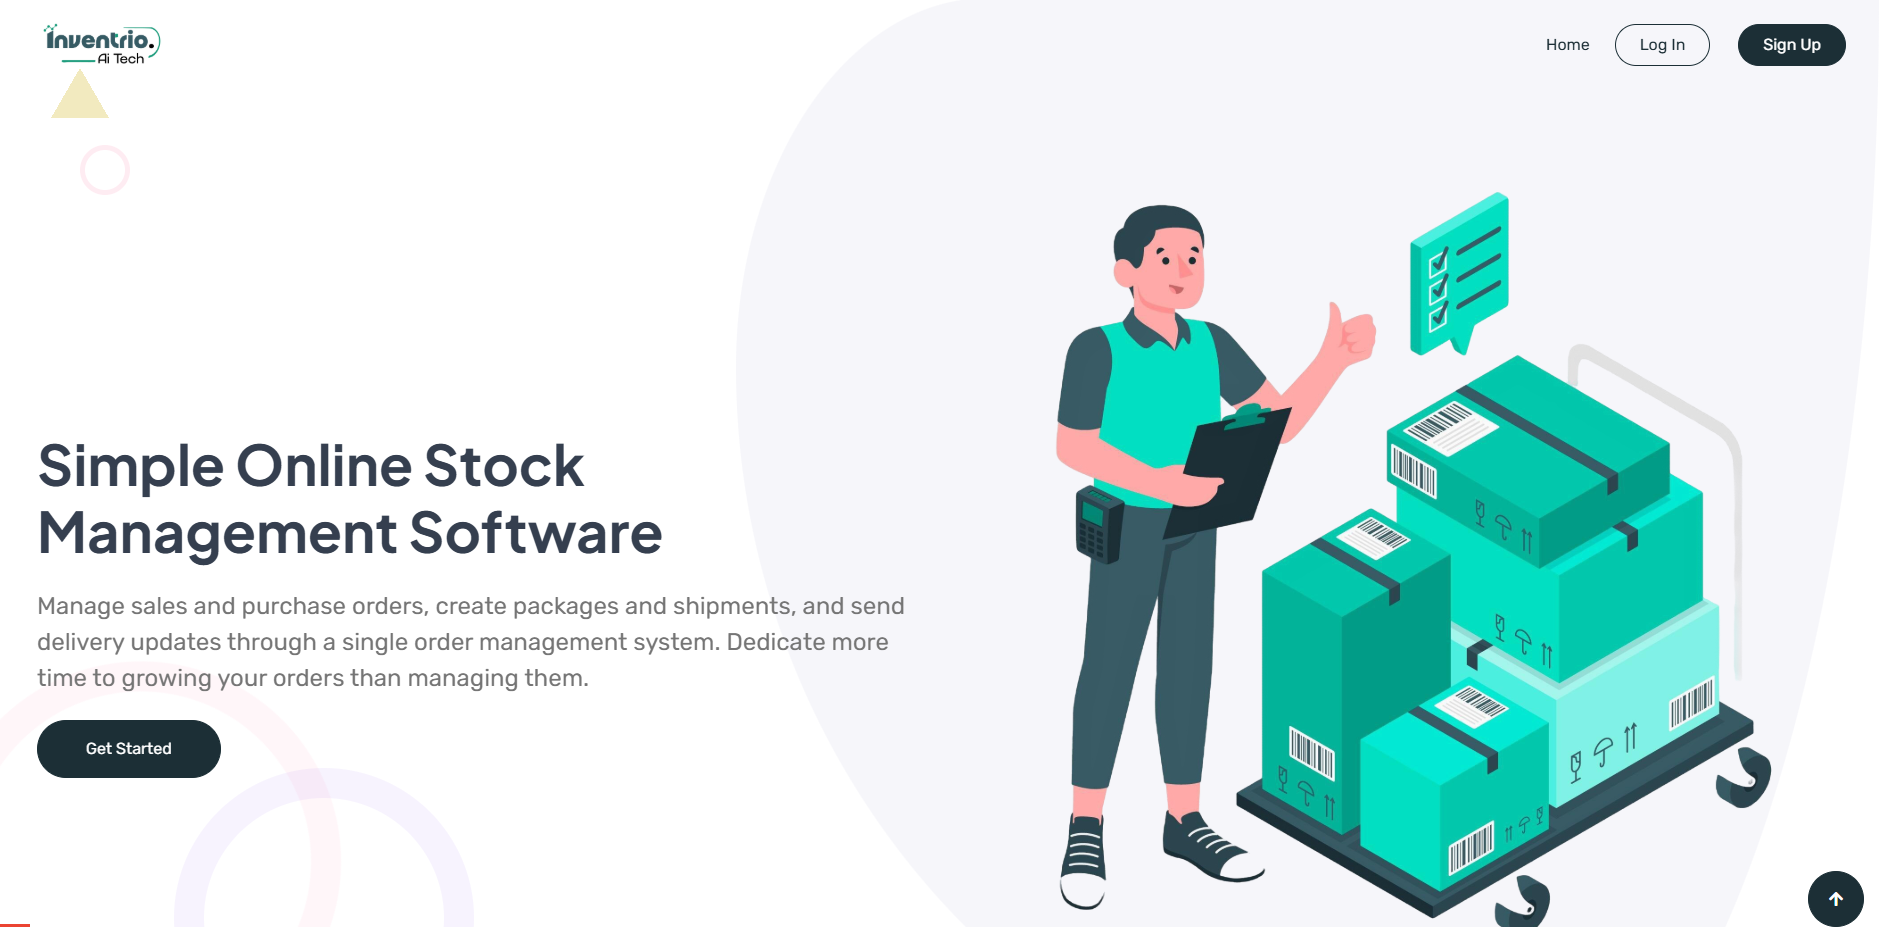 inventrio.
Ai Tech
Home
Log In
Sign Up
Simple Online Stock
Management Software
Manage sales and purchase orders, create packages and shipments, and send
delivery updates through a single order management system. Dedicate more
time to growing your orders than managing them.
Get Started